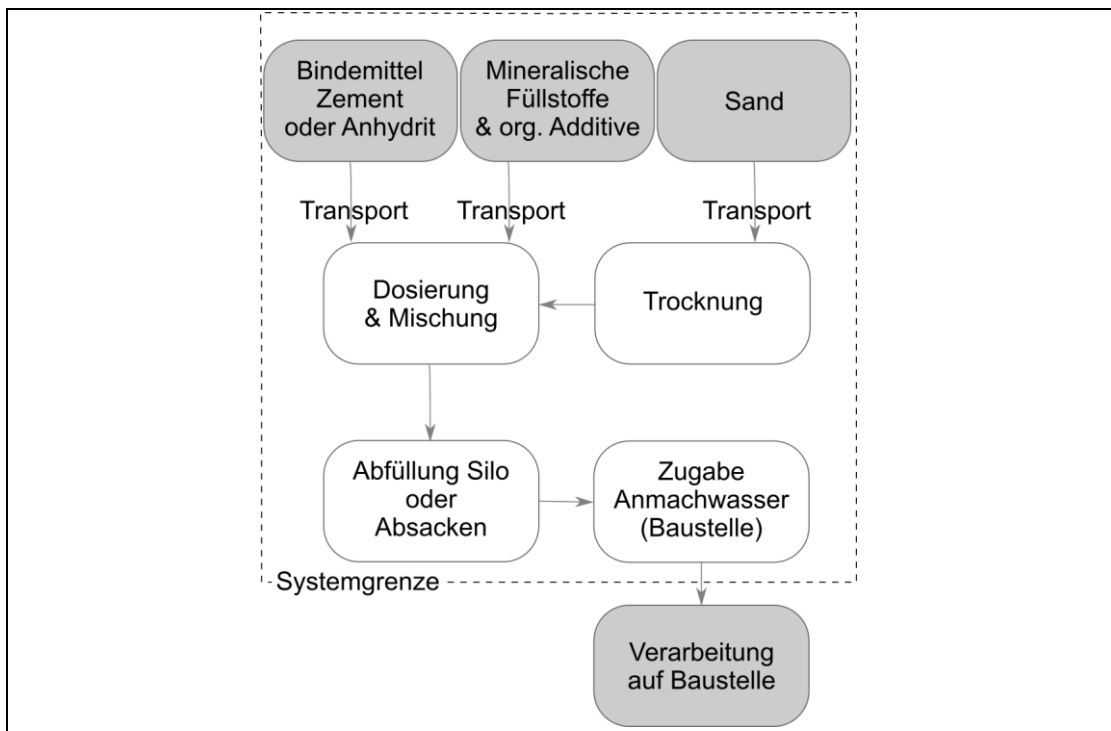 Bindemittel
Zement
oder Anhydrit
Mineralische
Füllstoffe
& org. Additive
Sand
Transport
Transport
Transport
Dosierung
& Mischung
Trocknung
Abfüllung Silo
oder
Absacken
Zugabe
Anmachwasser
(Baustelle)
Systemgrenze
Verarbeitung
auf Baustelle